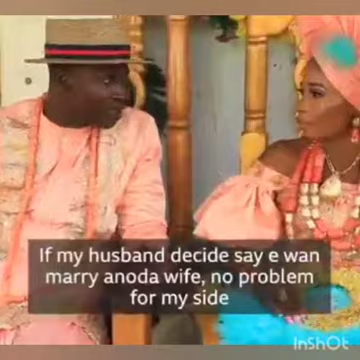 If my husband decide say e wan
marry anoda wife, no problem
for my side
InShOt